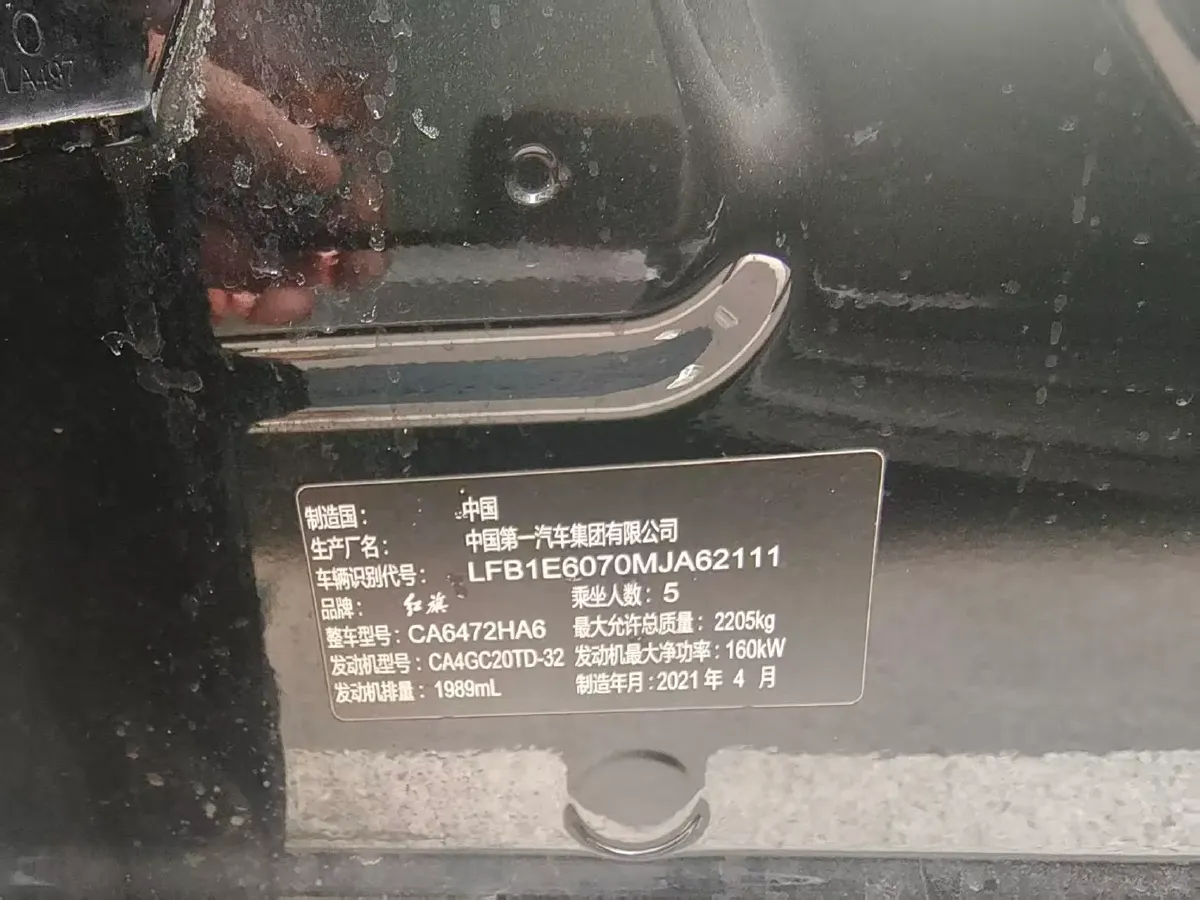 LA497
制造国： 中国
生产厂名： 中国第一汽车集团有限公司
车辆识别代号： LFB1E6070MJA62111
品牌： 红旗 乘坐人数：5
整车型号：CA6472HA6 最大允许总质量：2205kg
发动机型号：CA4GC20TD-32 发动机最大净功率：160kW
发动机排量：1989mL 制造年月：2021年 4 月